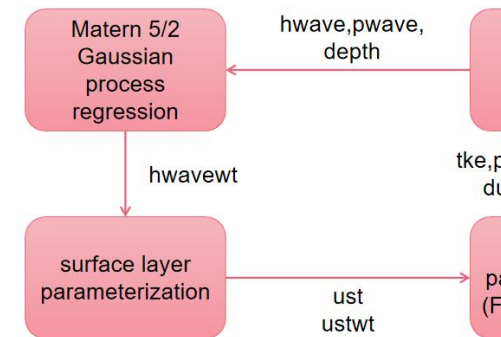 Matern 5/2
Gaussian
process
regression
hwave,pwave,
depth
hwavewt
surface layer
parameterization
ust
ustwt